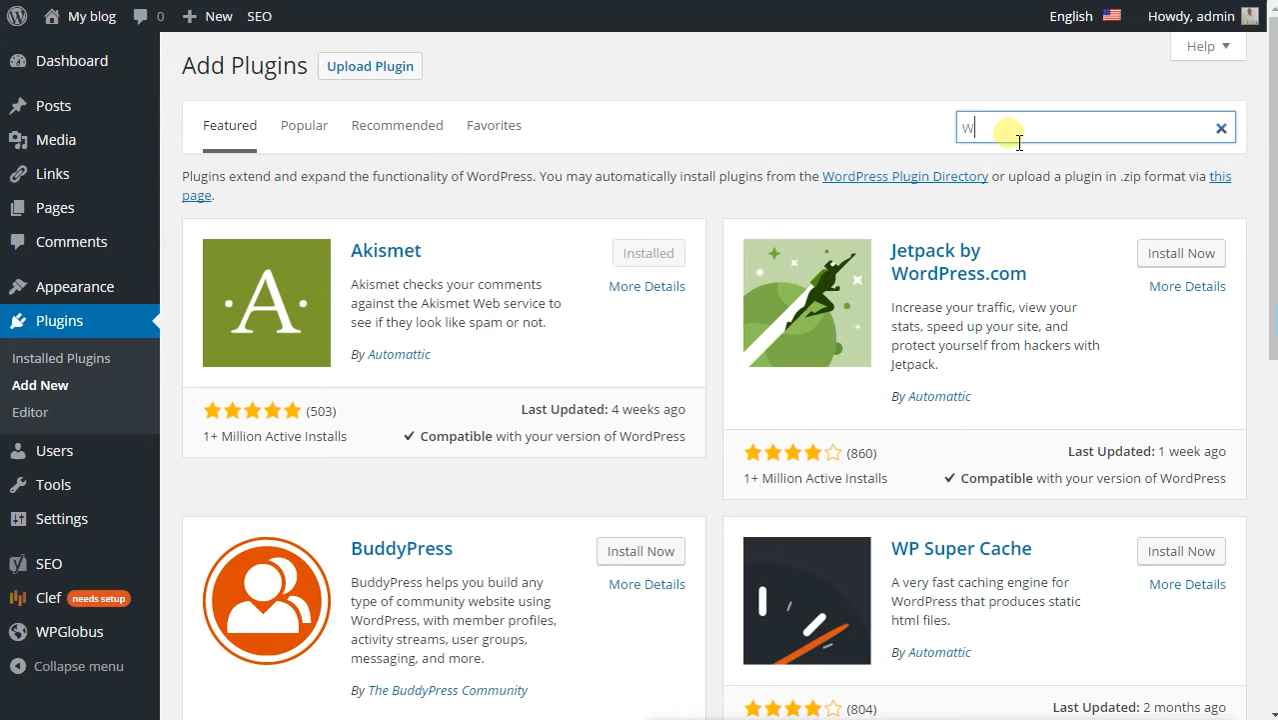 My blog 0 New SEO English Howdy, admin
Help
Dashboard
Posts
Media
Links
Pages
Comments
Appearance
Plugins
Installed Plugins
Add New
Editor
Users
Tools
Settings
SEO
Clef needs setup
WPGlobus
Collapse menu
Add Plugins Upload Plugin
Featured Popular Recommended Favorites W
Plugins extend and expand the functionality of WordPress. You may automatically install plugins from the WordPress Plugin Directory or upload a plugin in .zip format via this
page.
A
Akismet
Installed
More Details
Akismet checks your comments
against the Akismet Web service to
see if they look like spam or not.
By Automattic
(503)
Last Updated: 4 weeks ago
1+ Million Active Installs
Compatible with your version of WordPress
Jetpack by
WordPress.com
Install Now
More Details
Increase your traffic, view your
stats, speed up your site, and
protect yourself from hackers with
Jetpack.
By Automattic
(860)
Last Updated: 1 week ago
1+ Million Active Installs
Compatible with your version of WordPress
BuddyPress
Install Now
More Details
BuddyPress helps you build any
type of community website using
WordPress, with member profiles,
activity streams, user groups,
messaging, and more.
By The BuddyPress Community
WP Super Cache
Install Now
More Details
A very fast caching engine for
WordPress that produces static
html files.
By Automattic
(804)
Last Updated: 2 months ago